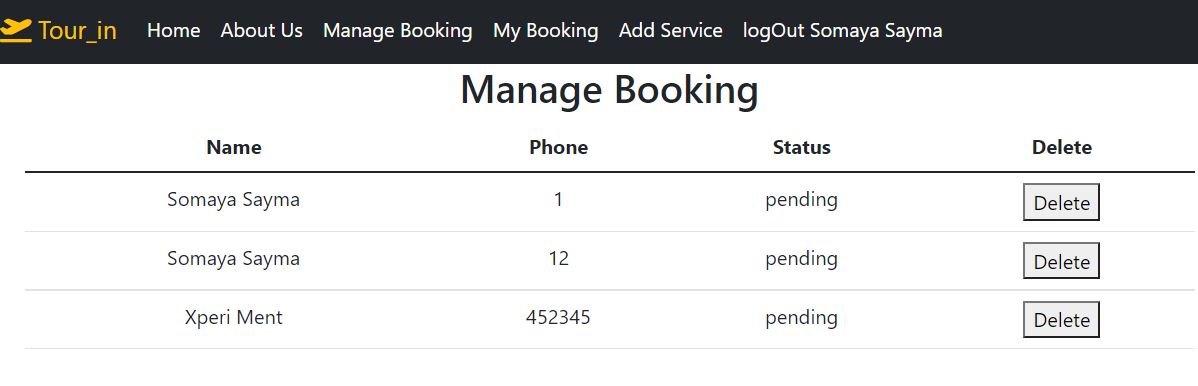 Tour_in Home About Us Manage Booking My Booking Add Service logOut Somaya Sayma
Manage Booking
Name Phone Status Delete
Somaya Sayma 1 pending Delete
Somaya Sayma 12 pending Delete
Xperi Ment 452345 pending Delete